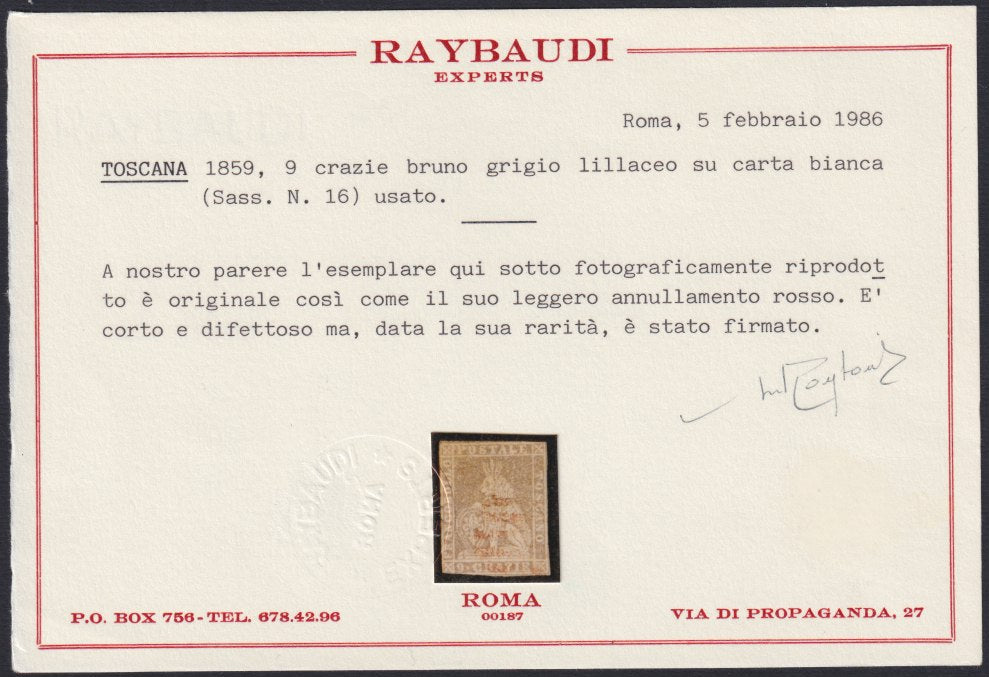 RAYBAUDI
EXPERTS
Roma, 5 febbraio 1986
TOSCANA 1859, 9 crazie bruno grigio lillaceo su carta bianca
(Sass. N. 16) usato.
A nostro parere l'esemplare qui sotto fotograficamente riprodot
to è originale così come il suo leggero annullamento rosso. E'
corto e difettoso ma, data la sua rarità, è stato firmato.
POSTALE
ROMA
ROMA
00187
P.O. BOX 756-TEL. 678.42.96
VIA DI PROPAGANDA, 27